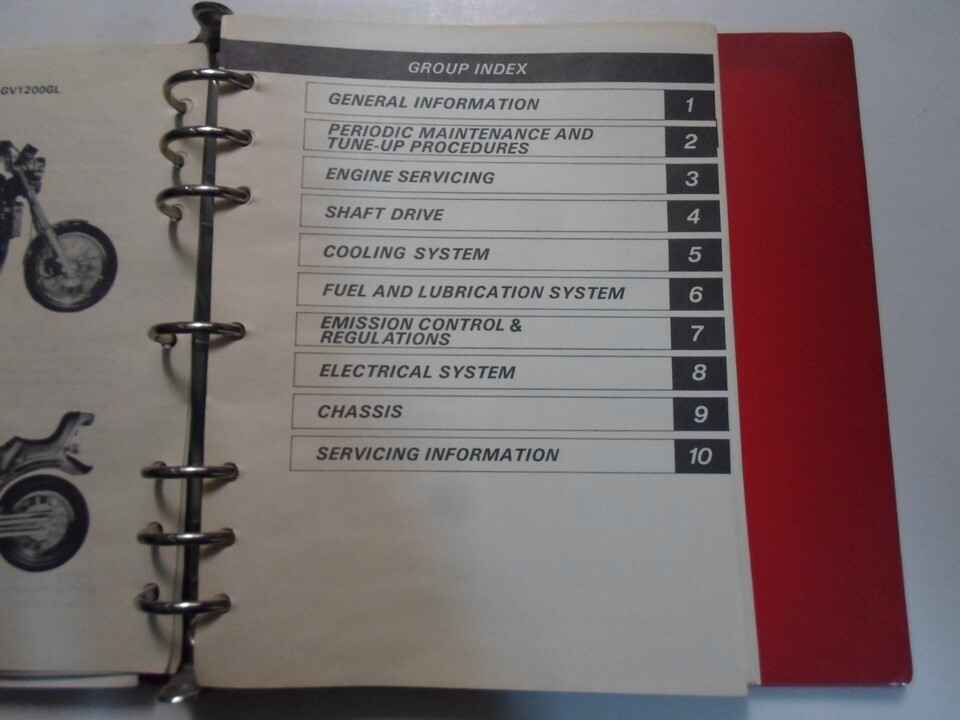 GV1200GL
GROUP INDEX
GENERAL INFORMATION 1
PERIODIC MAINTENANCE AND
TUNE-UP PROCEDURES 2
ENGINE SERVICING 3
SHAFT DRIVE 4
COOLING SYSTEM 5
FUEL AND LUBRICATION SYSTEM 6
EMISSION CONTROL &
REGULATIONS 7
ELECTRICAL SYSTEM 8
CHASSIS 9
SERVICING INFORMATION 10